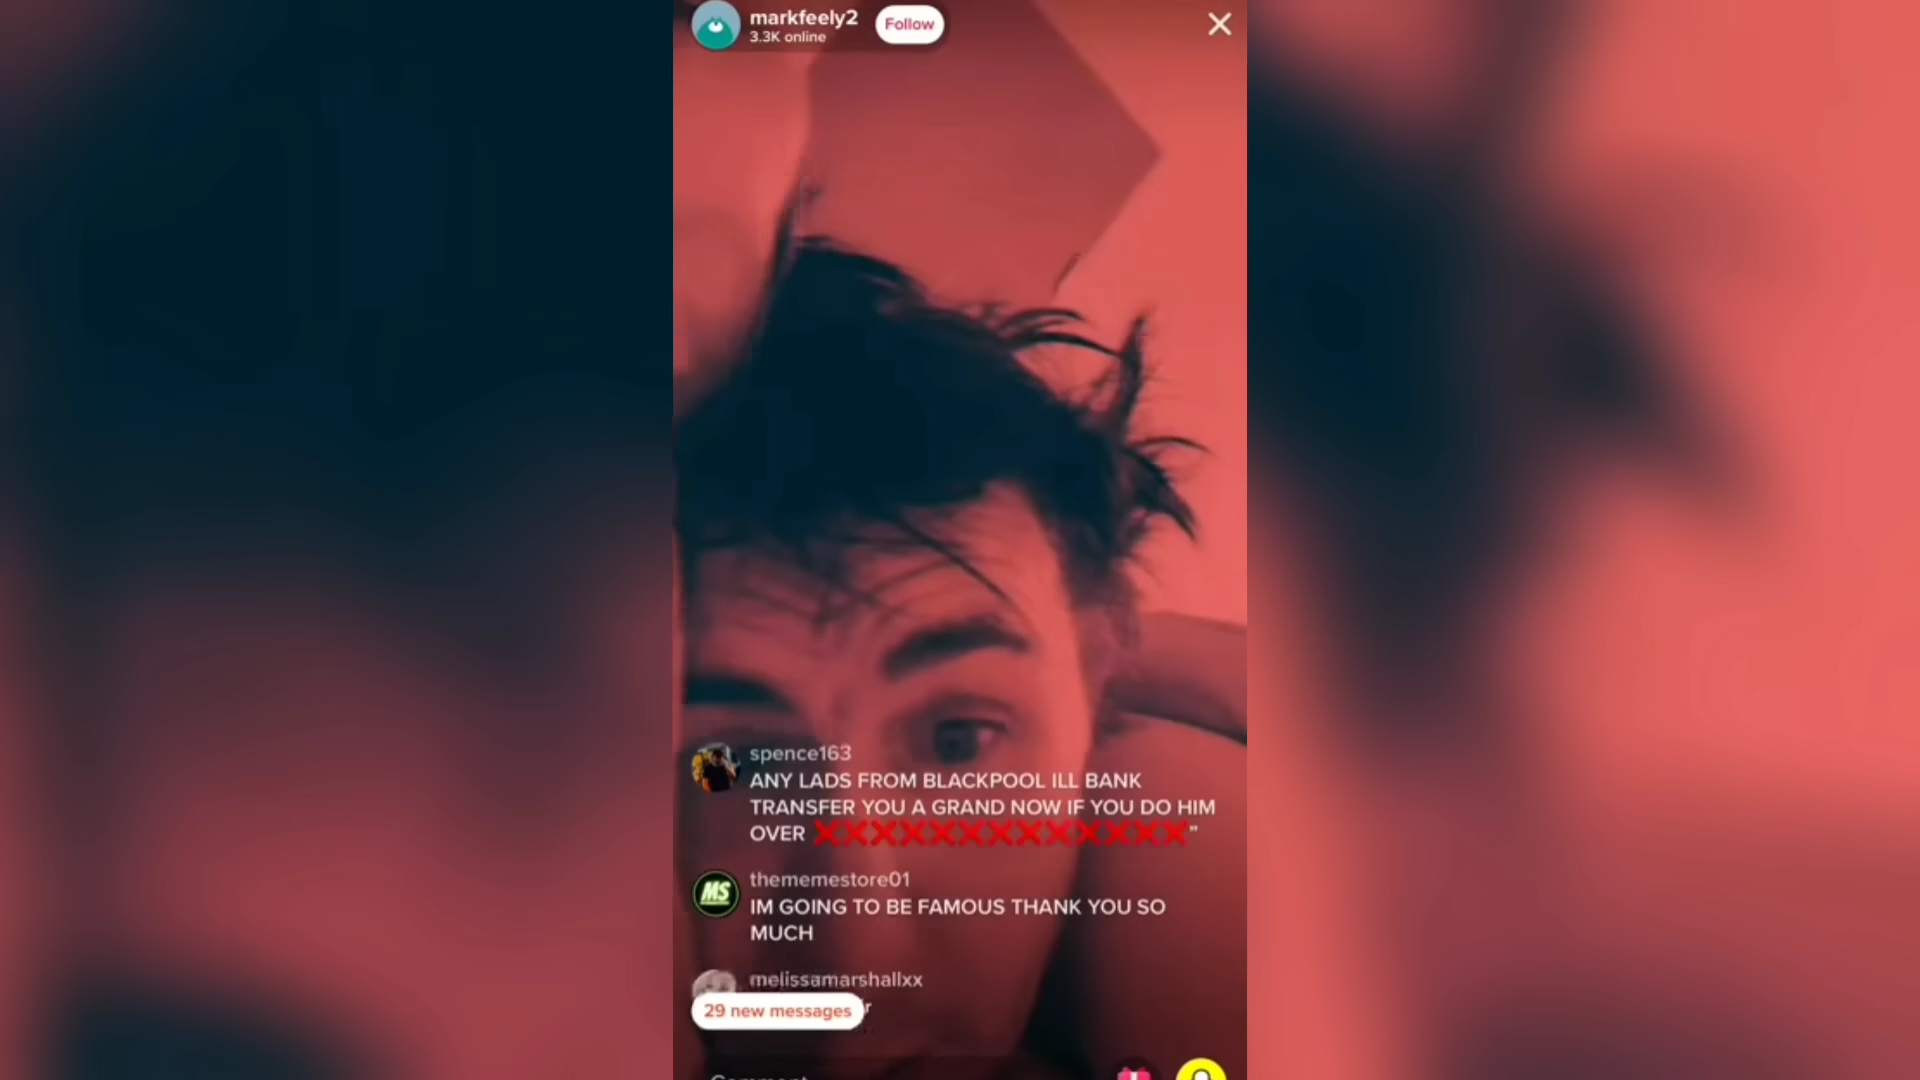 markfeely2
3.3K online
Follow
spence163
ANY LADS FROM BLACKPOOL ILL BANK
TRANSFER YOU A GRAND NOW IF YOU DO HIM
OVER ❌❌❌❌❌❌❌❌❌❌❌❌❌"
MS
thememestore01
IM GOING TO BE FAMOUS THANK YOU SO
MUCH
melissamarshallxx
29 new messages